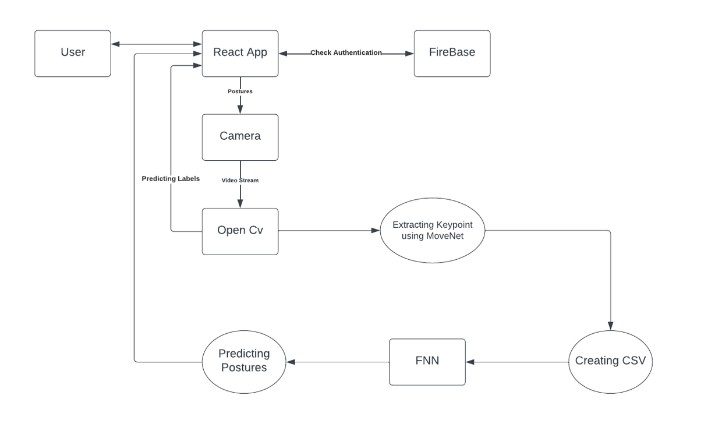 User
React App
Check Authentication
FireBase
Postures
Camera
Predicting Labels
Video Stream
Open Cv
Extracting Keypoint
using MoveNet
Predicting
Postures
FNN
Creating CSV